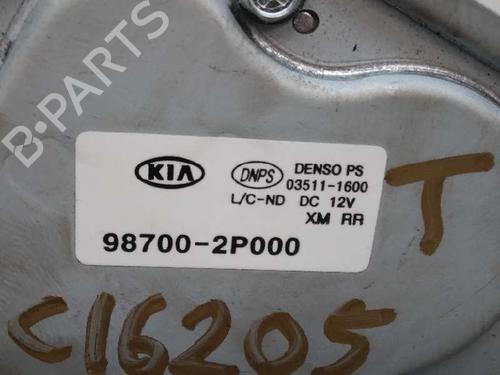 B-PARTS
KIA DNPS DENSO PS
03511-1600
L/C-ND DC 12V
XM RR
98700-2P000
T
C16205